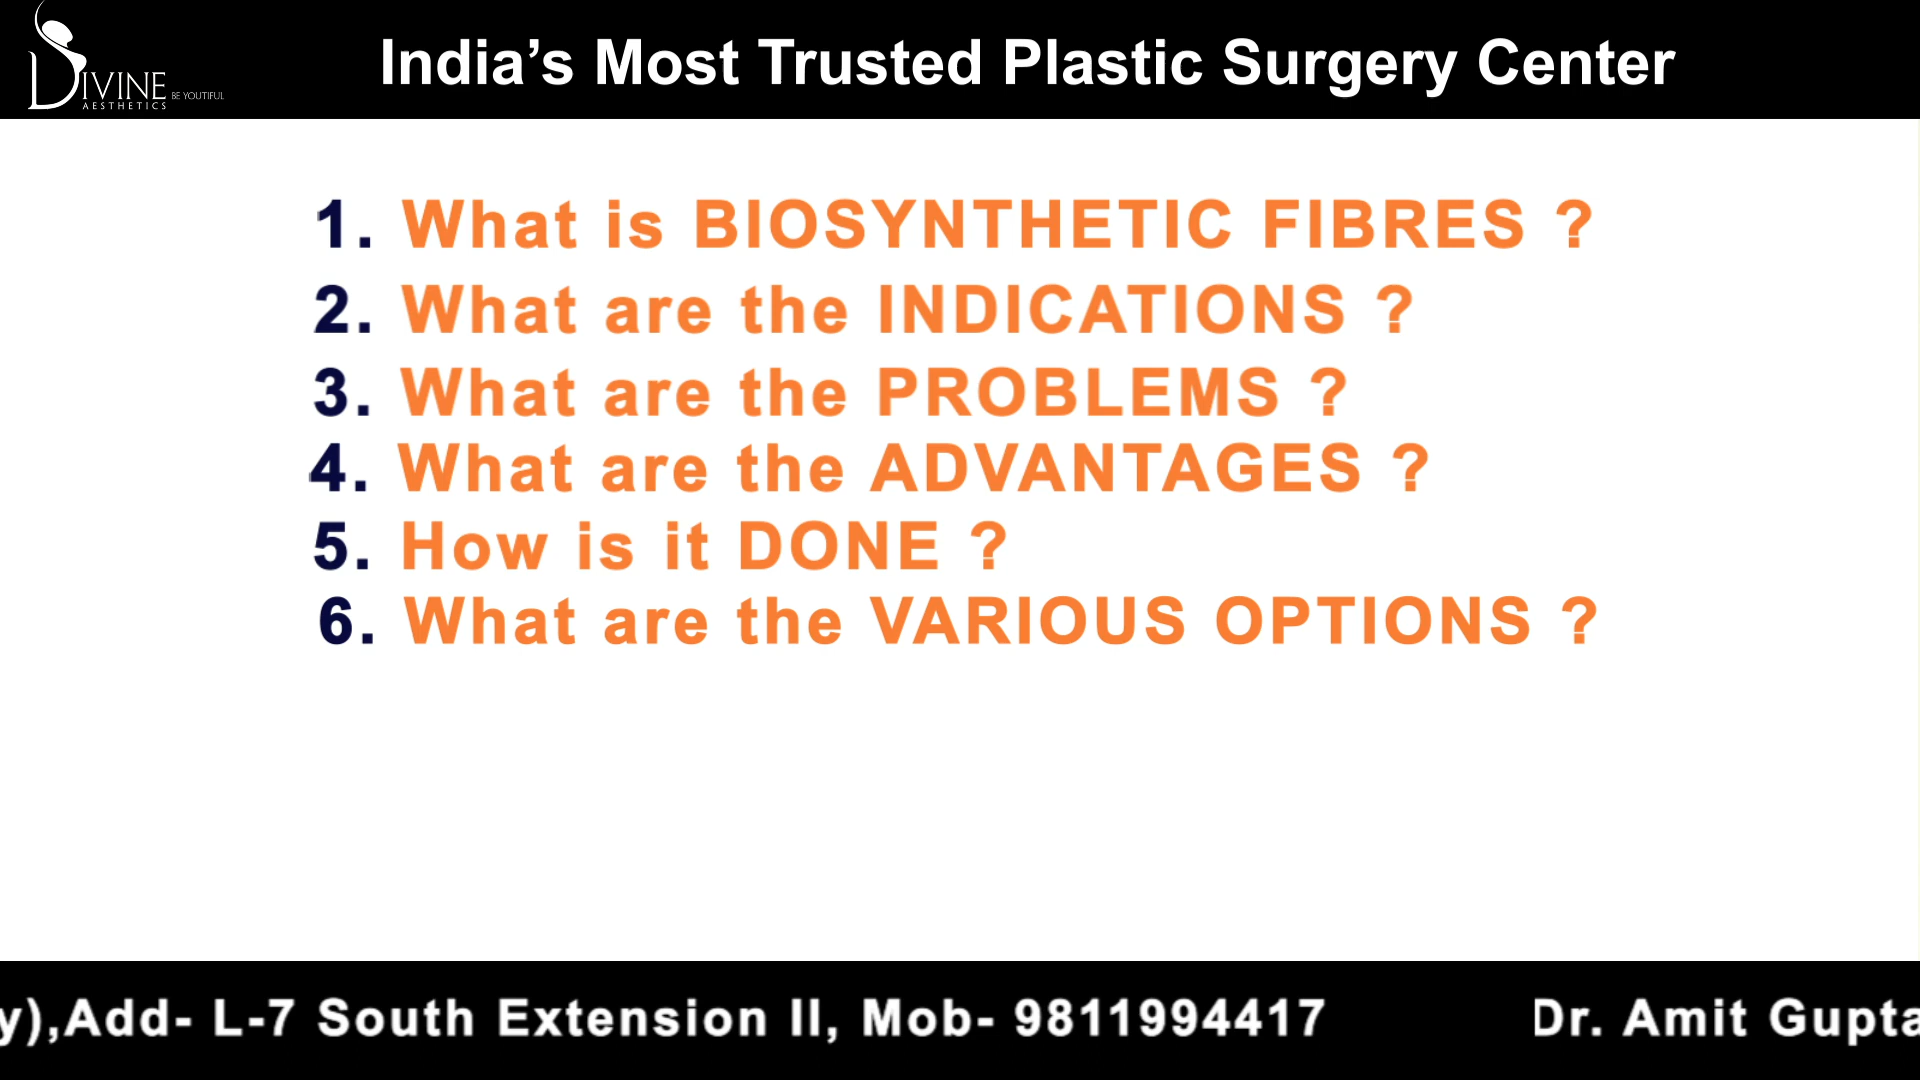 DIVINE
AESTHETICS
BE YOUTIFUL
India’s Most Trusted Plastic Surgery Center
1. What is BIOSYNTHETIC FIBRES ?
2. What are the INDICATIONS ?
3. What are the PROBLEMS ?
4. What are the ADVANTAGES ?
5. How is it DONE ?
6. What are the VARIOUS OPTIONS ?
y),Add- L-7 South Extension II, Mob- 9811994417 Dr. Amit Gupta